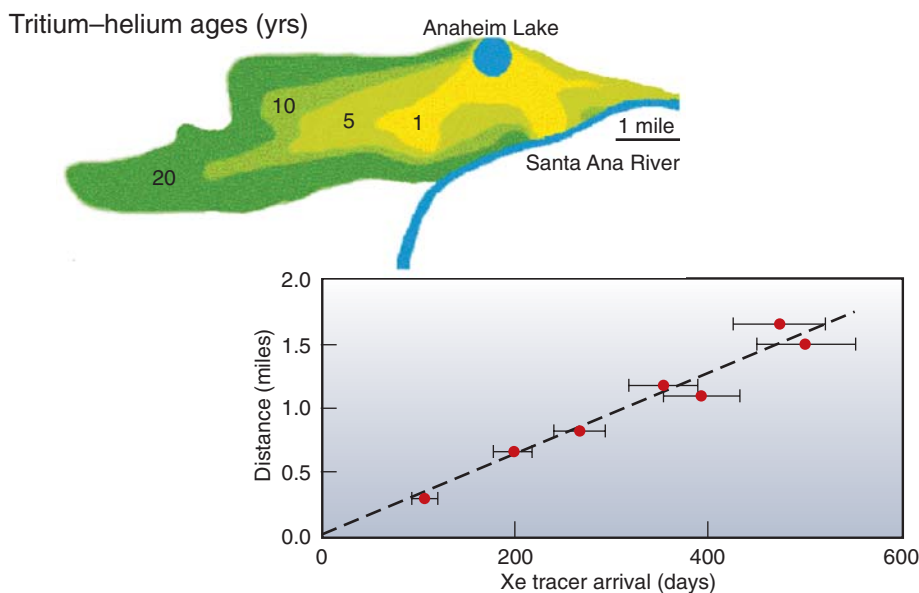 Tritium–helium ages (yrs)
Anaheim Lake
10
5
1
20
1 mile
Santa Ana River
2.0
1.5
1.0
0.5
0.0
Distance (miles)
0
200
400
600
Xe tracer arrival (days)